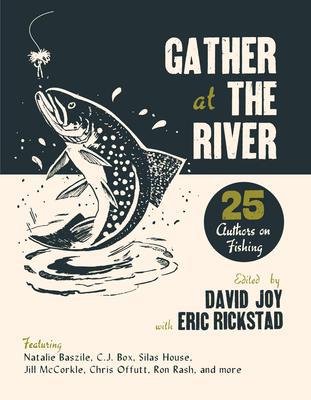 GATHER
at THE
RIVER
25
Authors on
Fishing
Edited by
DAVID JOY
with ERIC RICKSTAD
Featuring
Natalie Baszile, C.J. Box, Silas House,
Jill McCorkle, Chris Offutt, Ron Rash, and more